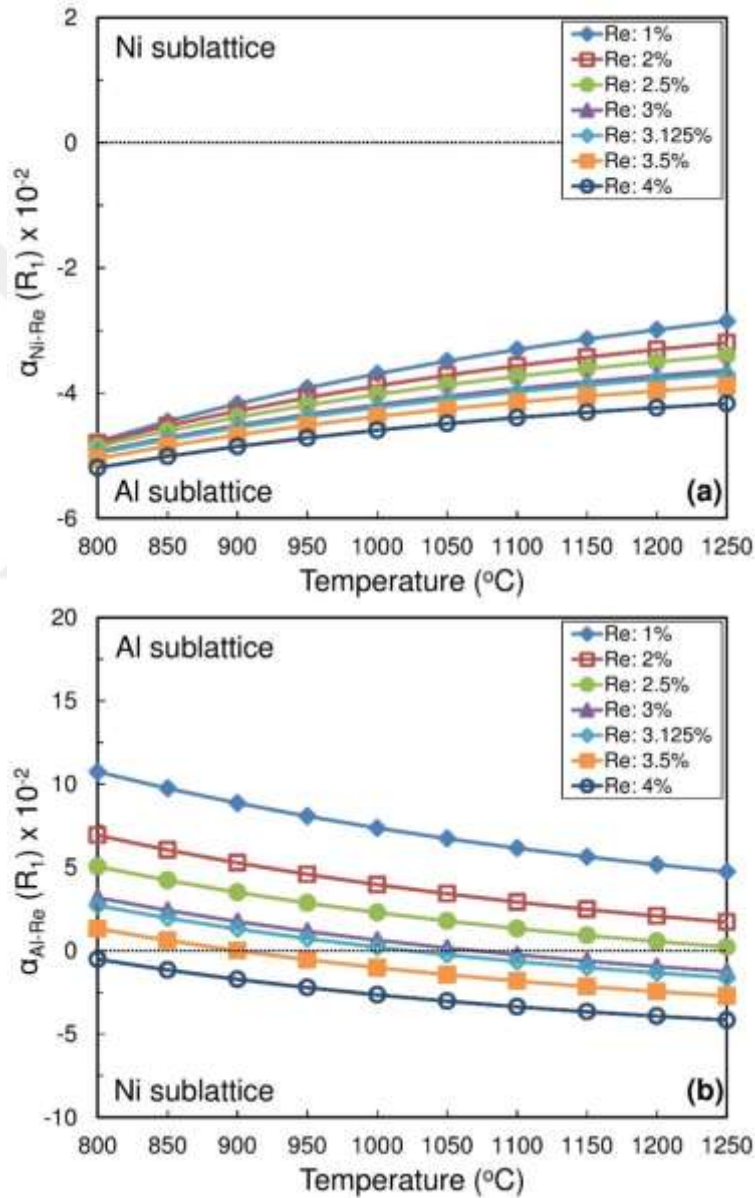 2
0
-2
-4
-6
α_Ni-Re (R₁) x 10⁻²
Ni sublattice
Re: 1%
Re: 2%
Re: 2.5%
Re: 3%
Re: 3.125%
Re: 3.5%
Re: 4%
Al sublattice
(a)
800 850 900 950 1000 1050 1100 1150 1200 1250
Temperature (ºC)
20
15
10
5
0
-5
-10
α_Al-Re (R₁) x 10⁻²
Al sublattice
Re: 1%
Re: 2%
Re: 2.5%
Re: 3%
Re: 3.125%
Re: 3.5%
Re: 4%
Ni sublattice
(b)
800 850 900 950 1000 1050 1100 1150 1200 1250
Temperature (ºC)